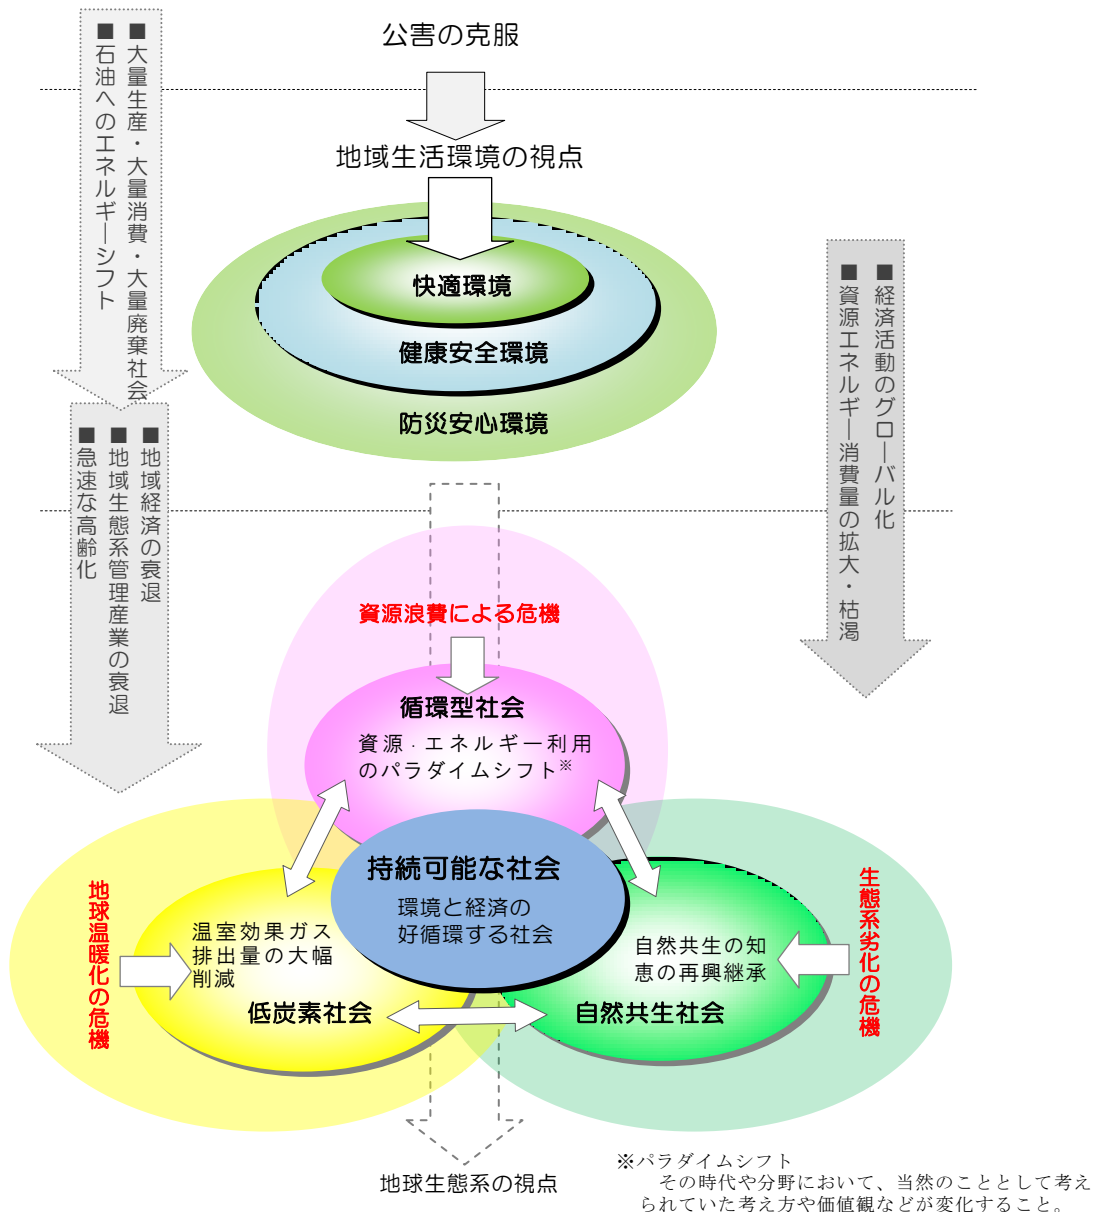 公害の克服
■大量生産・大量消費・大量廃棄社会
■石油へのエネルギーシフト
地域生活環境の視点
快適環境
健康安全環境
防災安心環境
■経済活動のグローバル化
■資源エネルギー消費量の拡大・枯渇
■地域経済の衰退
■地域生態系管理産業の衰退
■急速な高齢化
資源浪費による危機
循環型社会
資源・エネルギー利用
のパラダイムシフト※
持続可能な社会
環境と経済の
好循環する社会
地球温暖化の危機
温室効果ガス
排出量の大幅
削減
低炭素社会
生態系劣化の危機
自然共生の知
恵の再興継承
自然共生社会
地球生態系の視点
※パラダイムシフト
その時代や分野において、当然のこととして考え
られていた考え方や価値観などが変化すること。